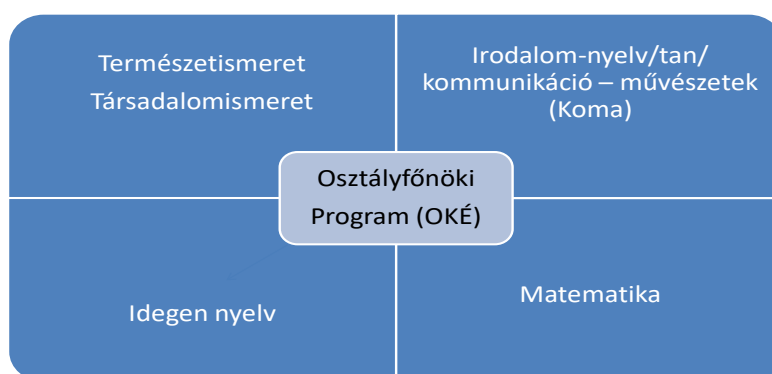 Természetismeret
Társadalomismeret
Irodalom-nyelv/tan/
kommunikáció – művészetek
(Koma)
Osztályfőnöki
Program (OKÉ)
Idegen nyelv
Matematika